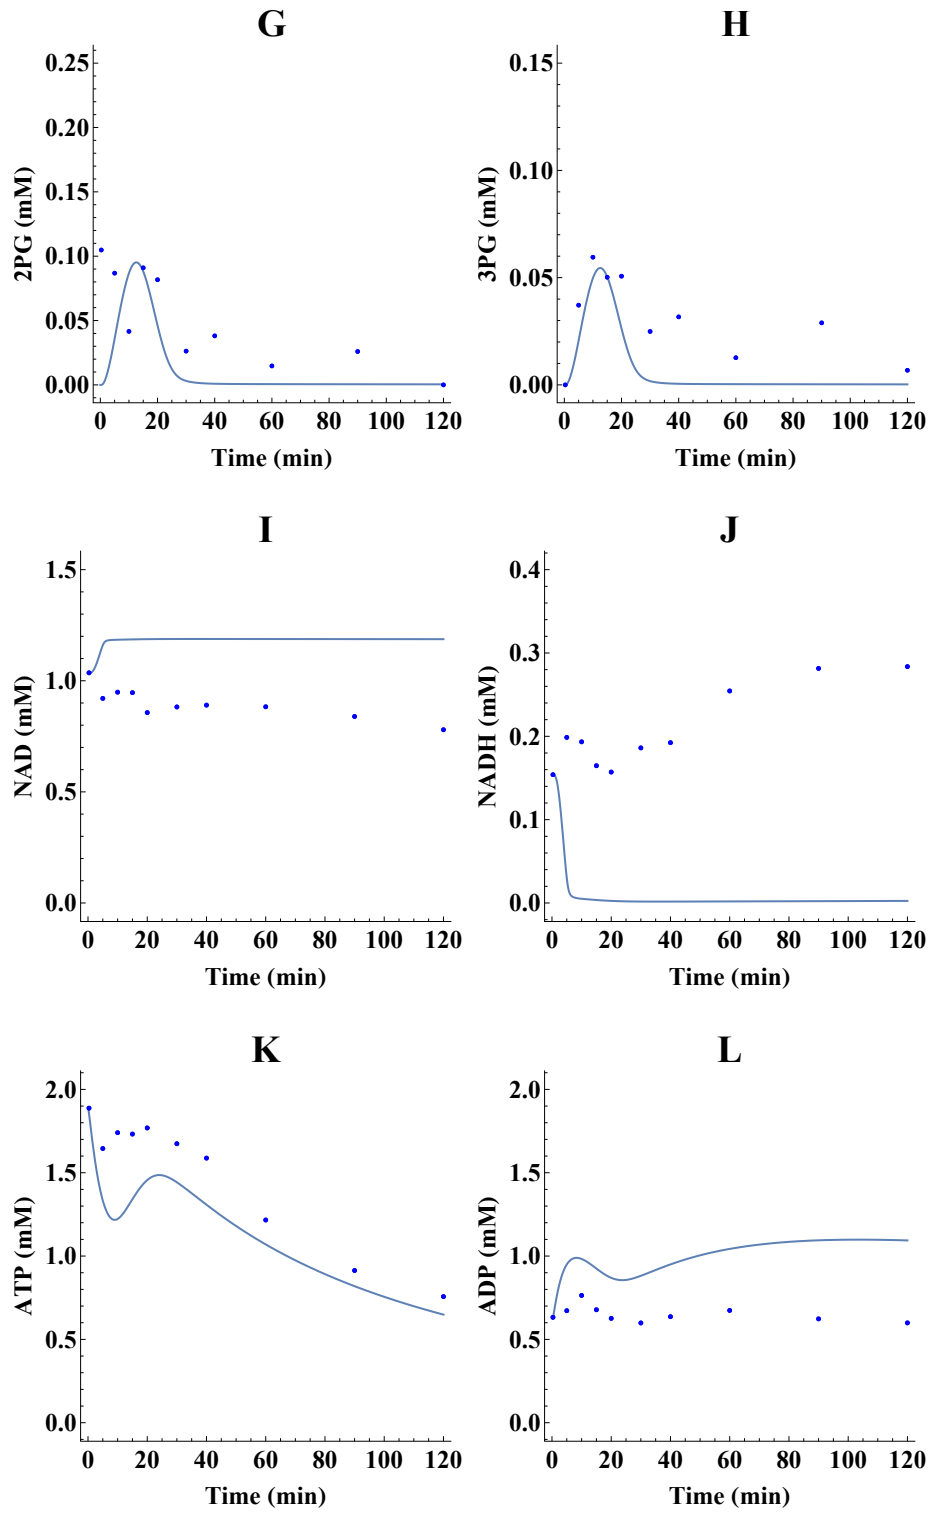 G
0.25
0.20
0.15
0.10
0.05
0.00
2PG (mM)
0 20 40 60 80 100 120
Time (min)
H
0.15
0.10
0.05
0.00
3PG (mM)
0 20 40 60 80 100 120
Time (min)
I
1.5
1.0
0.5
0.0
NAD (mM)
0 20 40 60 80 100 120
Time (min)
J
0.4
0.3
0.2
0.1
0.0
NADH (mM)
0 20 40 60 80 100 120
Time (min)
K
2.0
1.5
1.0
0.5
0.0
ATP (mM)
0 20 40 60 80 100 120
Time (min)
L
2.0
1.5
1.0
0.5
0.0
ADP (mM)
0 20 40 60 80 100 120
Time (min)